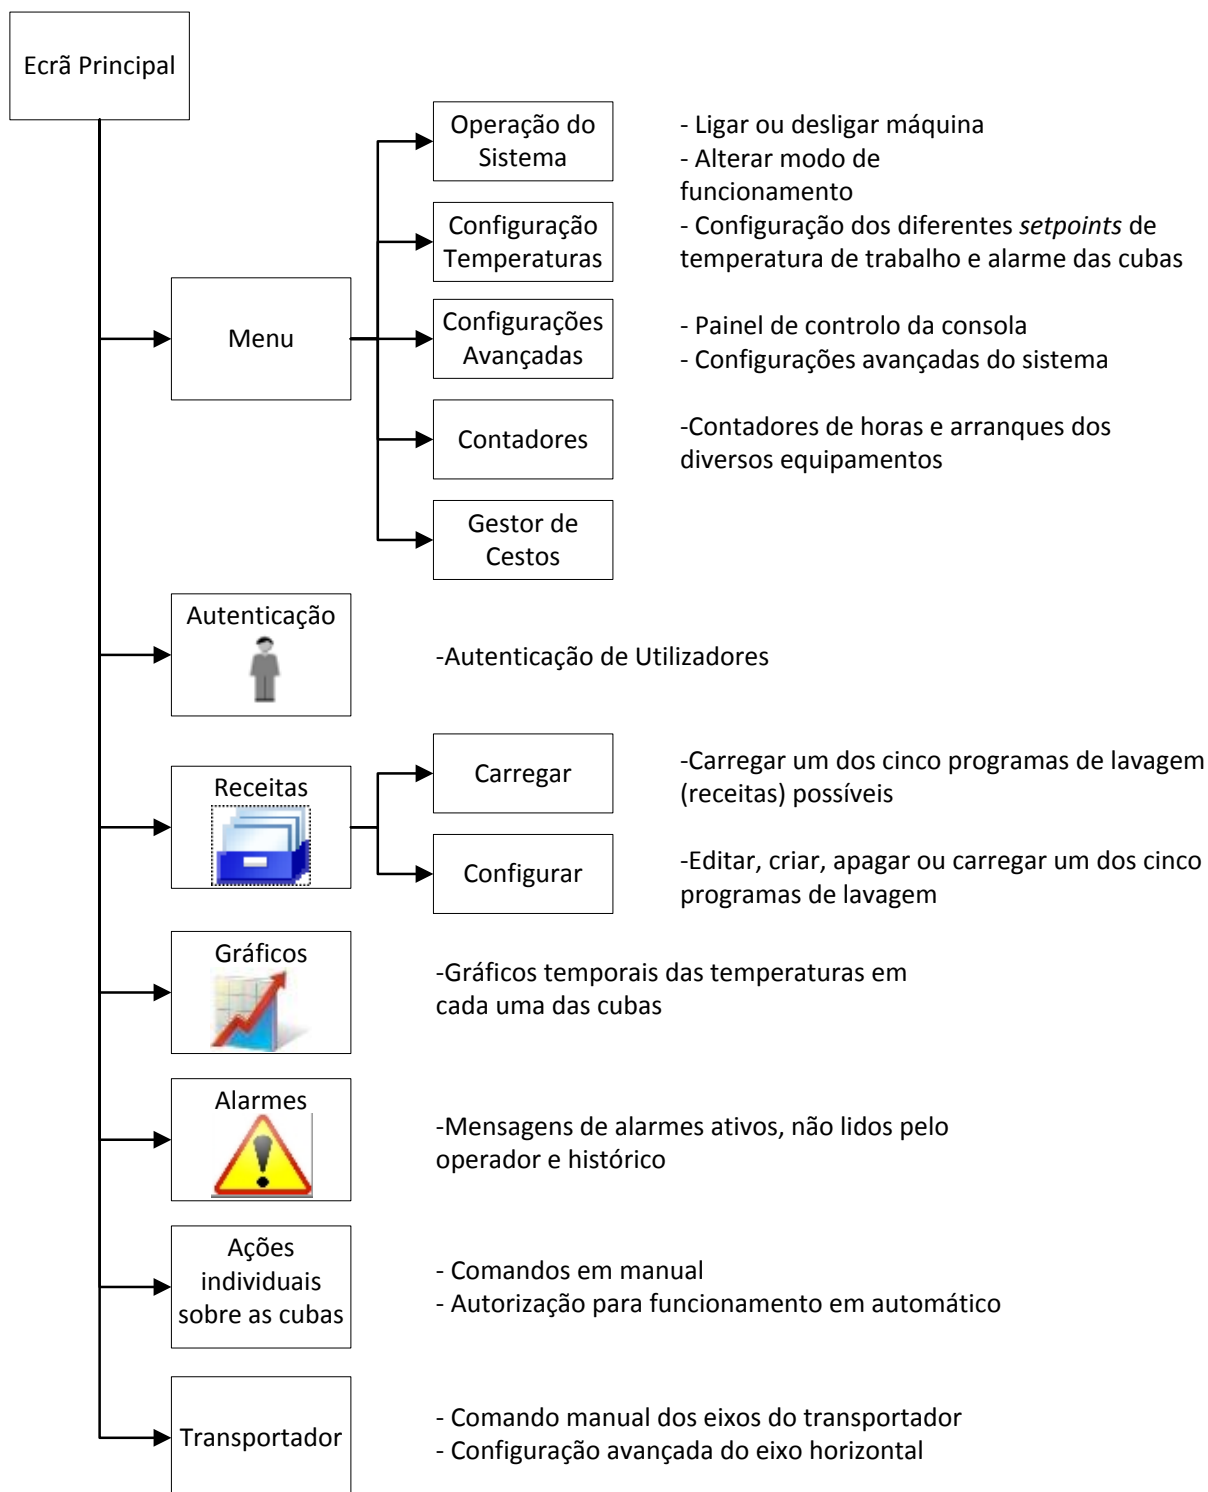 Ecrã Principal
Operação do
Sistema
- Ligar ou desligar máquina
- Alterar modo de
funcionamento
Configuração
Temperaturas
- Configuração dos diferentes setpoints de
temperatura de trabalho e alarme das cubas
Menu
Configurações
Avançadas
- Painel de controlo da consola
- Configurações avançadas do sistema
Contadores
-Contadores de horas e arranques dos
diversos equipamentos
Gestor de
Cestos
Autenticação
-Autenticação de Utilizadores
Receitas
Carregar
-Carregar um dos cinco programas de lavagem
(receitas) possíveis
Configurar
-Editar, criar, apagar ou carregar um dos cinco
programas de lavagem
Gráficos
-Gráficos temporais das temperaturas em
cada uma das cubas
Alarmes
-Mensagens de alarmes ativos, não lidos pelo
operador e histórico
Ações
individuais
sobre as cubas
- Comandos em manual
- Autorização para funcionamento em automático
Transportador
- Comando manual dos eixos do transportador
- Configuração avançada do eixo horizontal